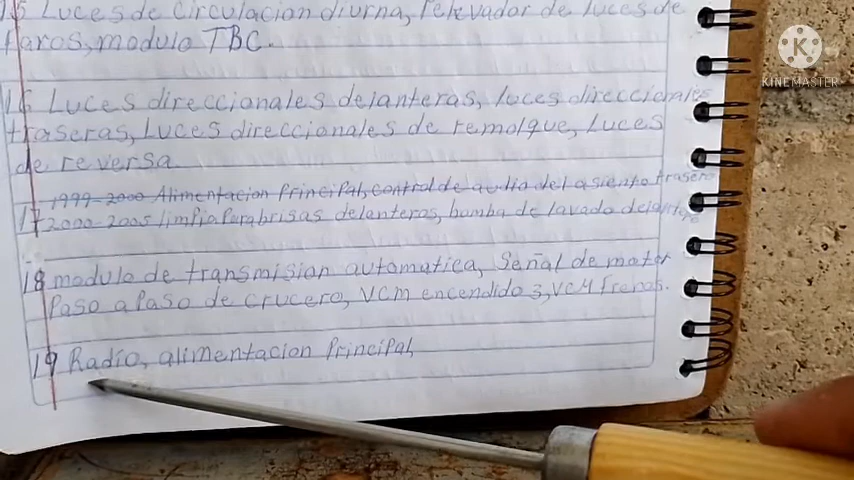 15 Luces de Circulacion diurna, relevador de luces de
faros, modulo TBC.
16 Luces direccionales delanteras, luces direccionales
traseras, Luces direccionales de remolque, Luces
de reversa
1999-2000 Alimentacion Principal, control de audio del asiento trasero
17 2000-2005 limpia parabrisas delenteros, bomba de lavado delantero
18 modulo de transmision automatica, Señal de motor
Paso a Paso de crucero, VCM encendido 3, VCM frenos.
19 Radio, alimentacion Principal,
KINEMASTER